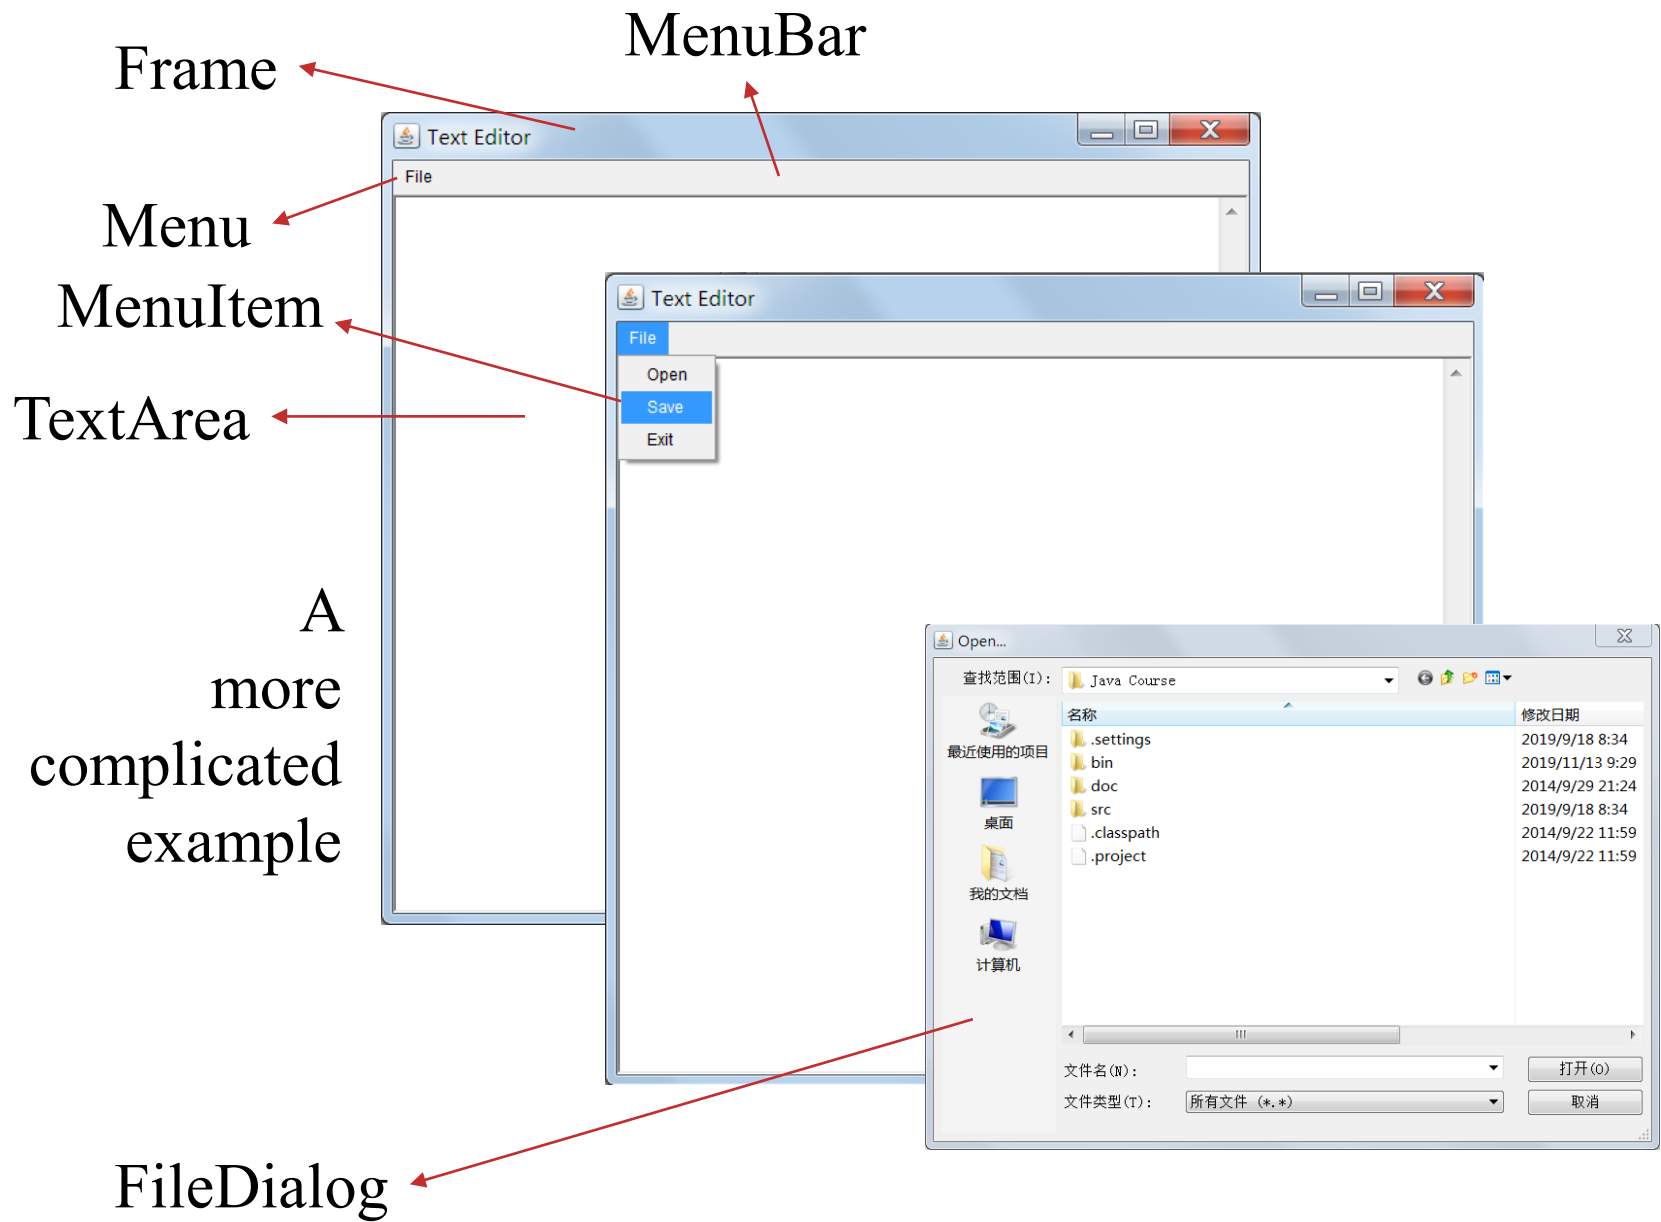 MenuBar
Frame
Text Editor
File
Menu
MenuItem
TextArea
Text Editor
File
Open
Save
Exit
A
more
complicated
example
Open...
查找范围(I):
Java Course
最近使用的项目
桌面
我的文档
计算机
名称 修改日期
.settings 2019/9/18 8:34
bin 2019/11/13 9:29
doc 2014/9/29 21:24
src 2019/9/18 8:34
.classpath 2014/9/22 11:59
.project 2014/9/22 11:59
文件名(N): 打开(O)
文件类型(T): 所有文件 (*.*) 取消
FileDialog